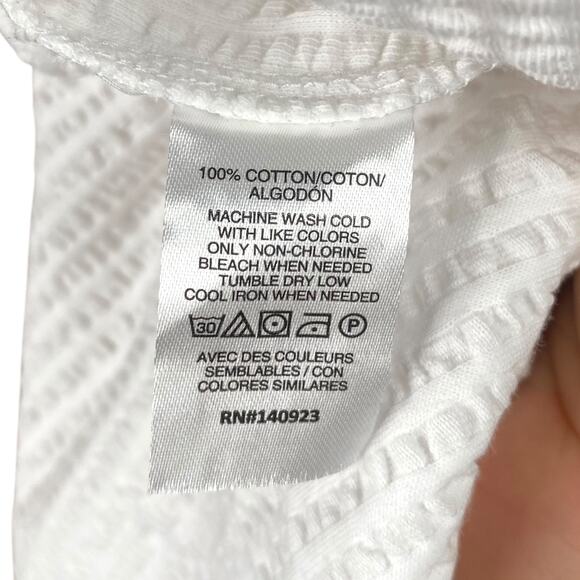 100% COTTON/COTON/
ALGODÓN
MACHINE WASH COLD
WITH LIKE COLORS
ONLY NON-CHLORINE
BLEACH WHEN NEEDED
TUMBLE DRY LOW
COOL IRON WHEN NEEDED
30 P
AVEC DES COULEURS
SEMBLABLES / CON
COLORES SIMILARES
RN#140923